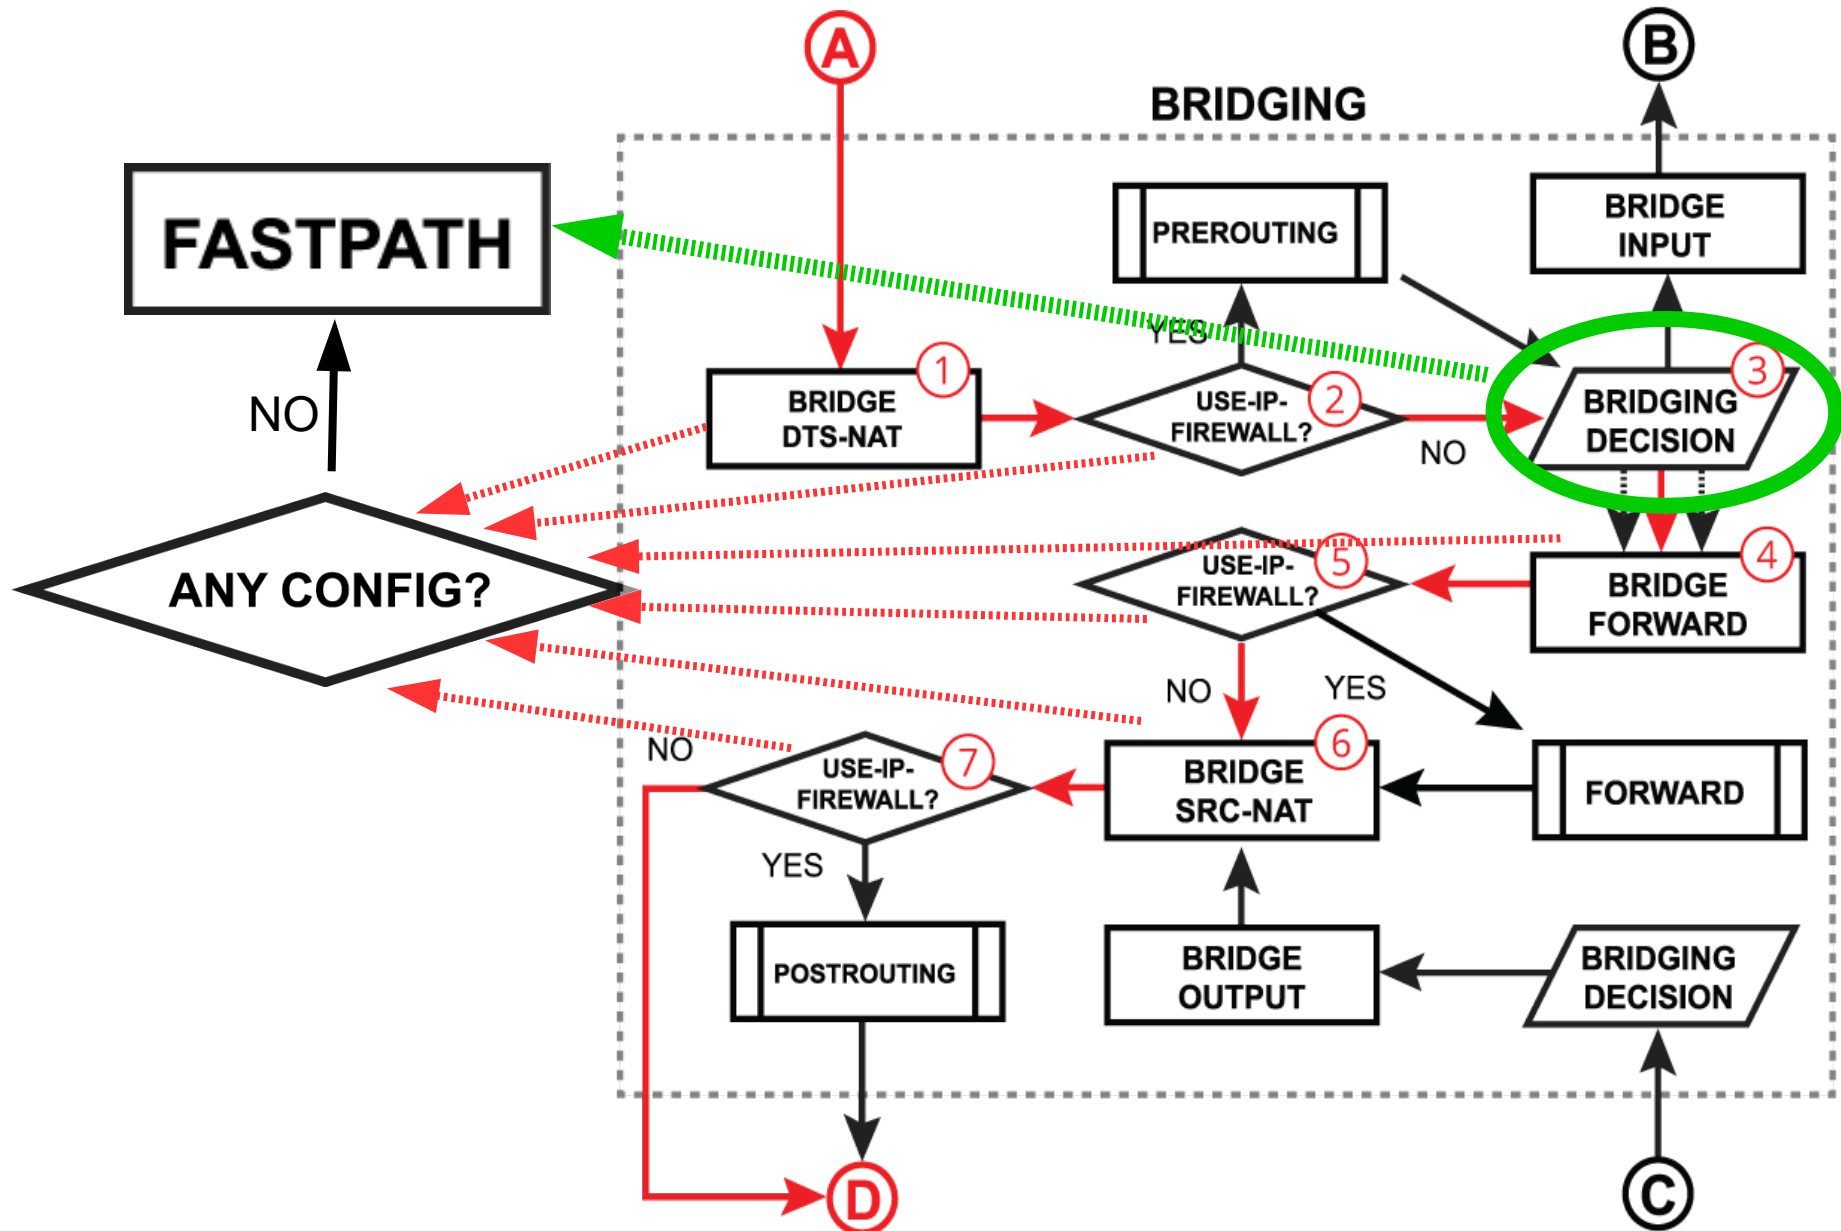 A
B
BRIDGING
FASTPATH
PREROUTING
BRIDGE
INPUT
YES
1
BRIDGE
DTS-NAT
2
USE-IP-
FIREWALL?
NO
3
BRIDGING
DECISION
NO
ANY CONFIG?
5
USE-IP-
FIREWALL?
4
BRIDGE
FORWARD
NO
YES
NO
7
USE-IP-
FIREWALL?
6
BRIDGE
SRC-NAT
FORWARD
YES
POSTROUTING
BRIDGE
OUTPUT
BRIDGING
DECISION
D
C